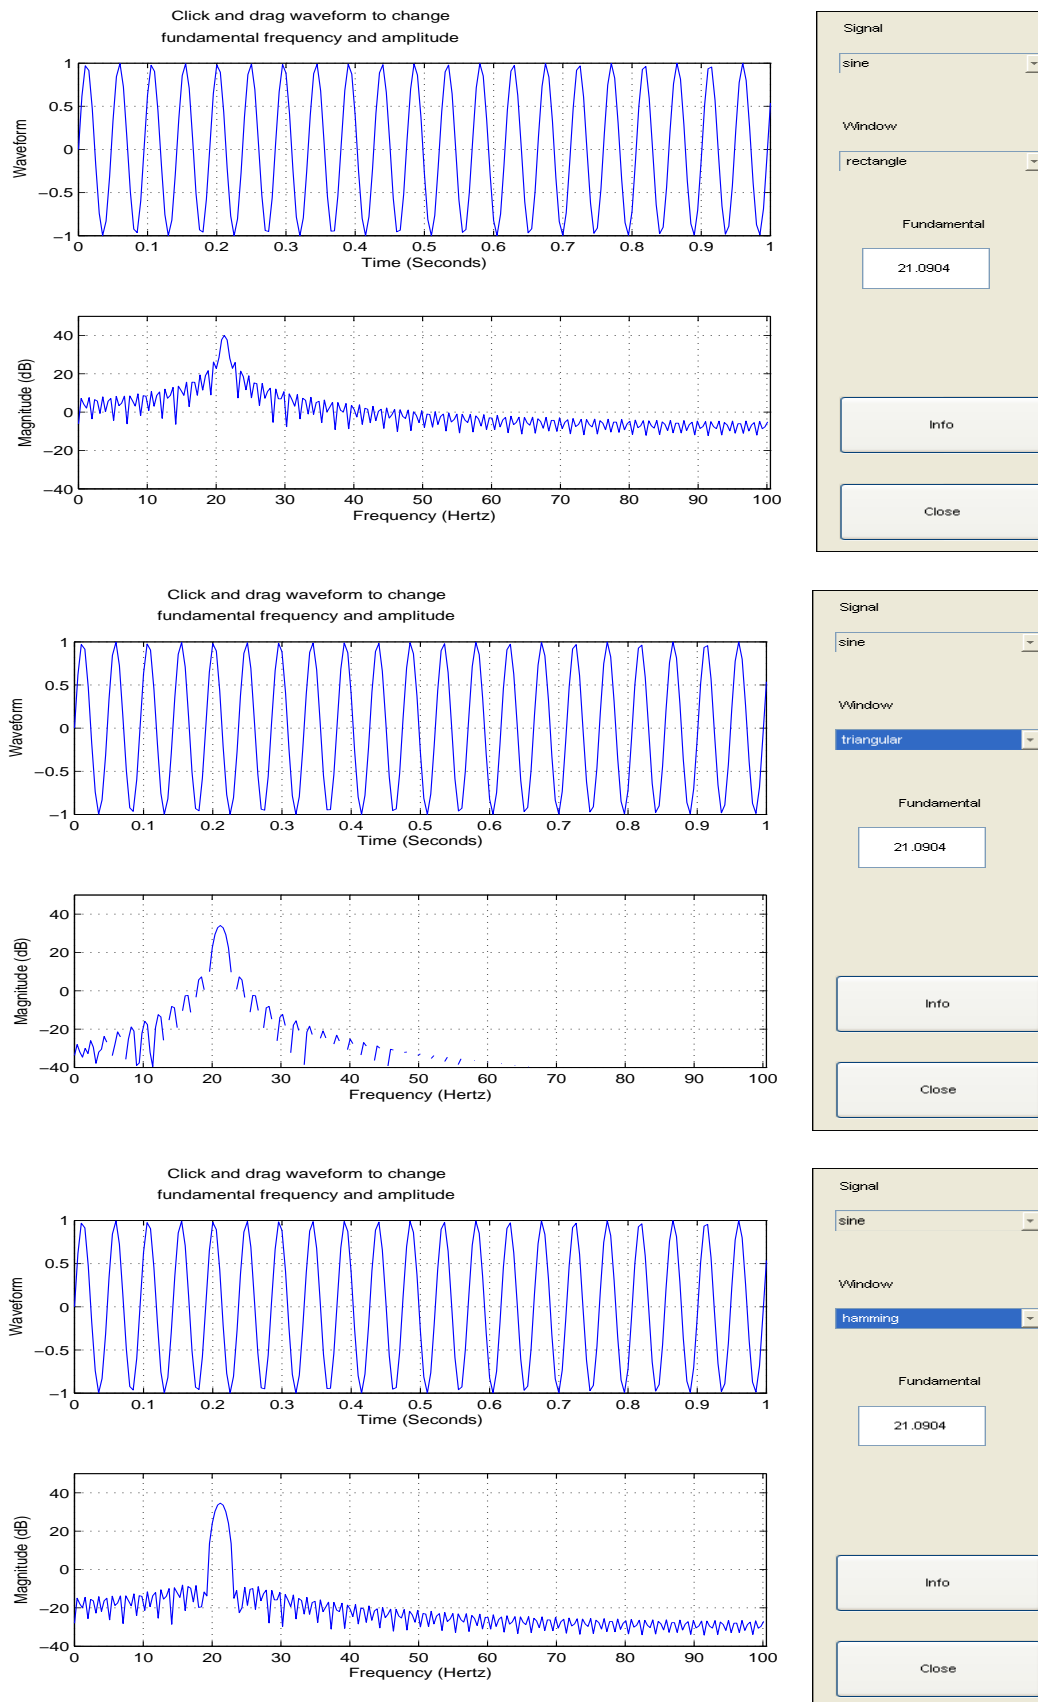 Click and drag waveform to change
fundamental frequency and amplitude
1
0.5
0
−0.5
−1
Waveform
0 0.1 0.2 0.3 0.4 0.5 0.6 0.7 0.8 0.9 1
Time (Seconds)
40
20
0
−20
−40
Magnitude (dB)
0 10 20 30 40 50 60 70 80 90 100
Frequency (Hertz)
Signal
sine
Window
rectangle
Fundamental
21.0904
Info
Close
Click and drag waveform to change
fundamental frequency and amplitude
1
0.5
0
−0.5
−1
Waveform
0 0.1 0.2 0.3 0.4 0.5 0.6 0.7 0.8 0.9 1
Time (Seconds)
40
20
0
−20
−40
Magnitude (dB)
0 10 20 30 40 50 60 70 80 90 100
Frequency (Hertz)
Signal
sine
Window
triangular
Fundamental
21.0904
Info
Close
Click and drag waveform to change
fundamental frequency and amplitude
1
0.5
0
−0.5
−1
Waveform
0 0.1 0.2 0.3 0.4 0.5 0.6 0.7 0.8 0.9 1
Time (Seconds)
40
20
0
−20
−40
Magnitude (dB)
0 10 20 30 40 50 60 70 80 90 100
Frequency (Hertz)
Signal
sine
Window
hamming
Fundamental
21.0904
Info
Close